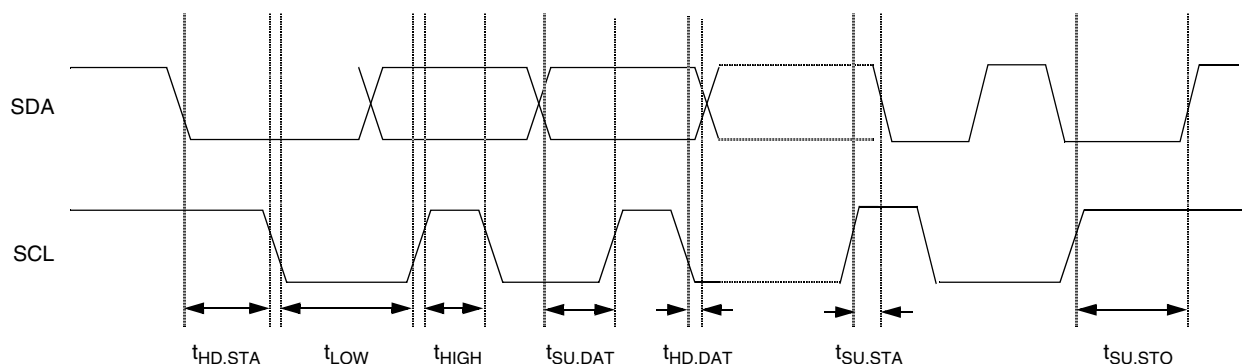 SDA
SCL
tHD,STA tLOW tHIGH tSU,DAT tHD,DAT tSU,STA tSU,STO